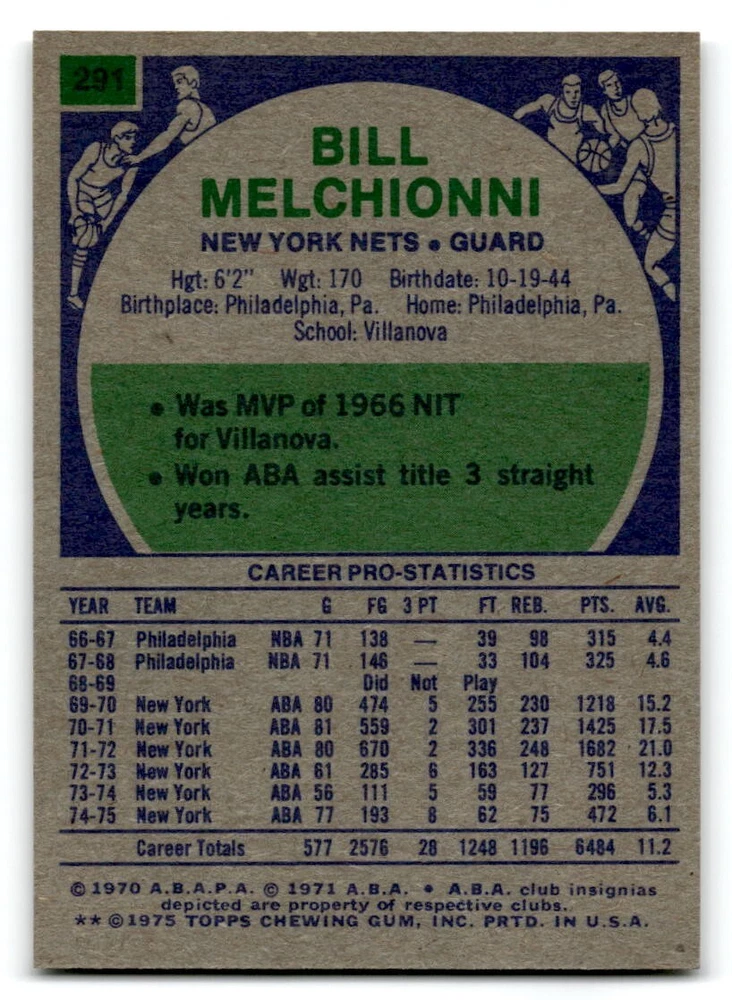 291
BILL
MELCHIONNI
NEW YORK NETS • GUARD
Hgt: 6'2" Wgt: 170 Birthdate: 10-19-44
Birthplace: Philadelphia, Pa. Home: Philadelphia, Pa.
School: Villanova
• Was MVP of 1966 NIT
for Villanova.
• Won ABA assist title 3 straight
years.
CAREER PRO-STATISTICS
YEAR TEAM G FG 3 PT FT REB. PTS. AVG.
66-67 Philadelphia NBA 71 138 — 39 98 315 4.4
67-68 Philadelphia NBA 71 146 — 33 104 325 4.6
68-69 Did Not Play
69-70 New York ABA 80 474 5 255 230 1218 15.2
70-71 New York ABA 81 559 2 301 237 1425 17.5
71-72 New York ABA 80 670 2 336 248 1682 21.0
72-73 New York ABA 61 285 6 163 127 751 12.3
73-74 New York ABA 56 111 5 59 77 296 5.3
74-75 New York ABA 77 193 8 62 75 472 6.1
Career Totals 577 2576 28 1248 1196 6484 11.2
© 1970 A.B.A.P.A. © 1971 A.B.A. • A.B.A. club insignias
depicted are property of respective clubs.
** © 1975 TOPPS CHEWING GUM, INC. PRTD. IN U.S.A.